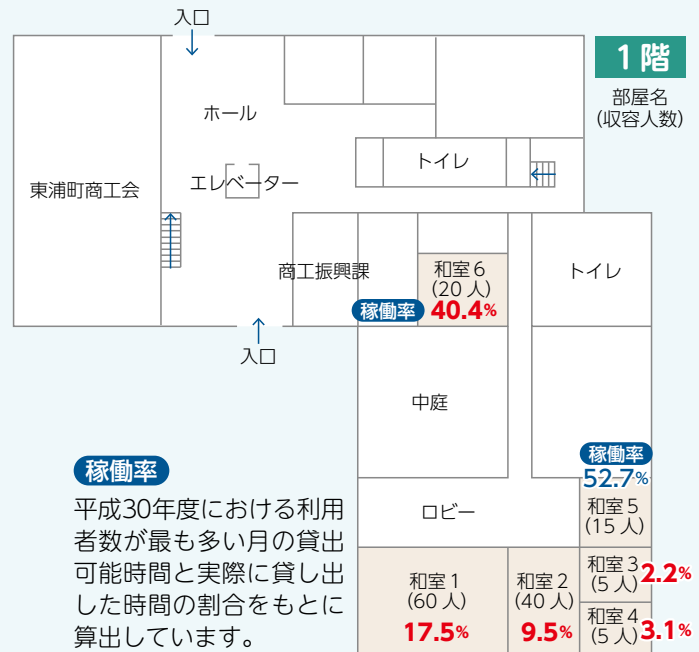 入口
1階
部屋名
(収容人数)
ホール
トイレ
エレベーター
東浦町商工会
商工振興課
和室6
(20人)
稼働率 40.4%
トイレ
入口
中庭
稼働率
52.7%
和室5
(15人)
ロビー
稼働率
平成30年度における利用
者数が最も多い月の貸出
可能時間と実際に貸し出
した時間の割合をもとに
算出しています。
和室1
(60人)
17.5%
和室2
(40人)
9.5%
和室3
(5人) 2.2%
和室4
(5人) 3.1%